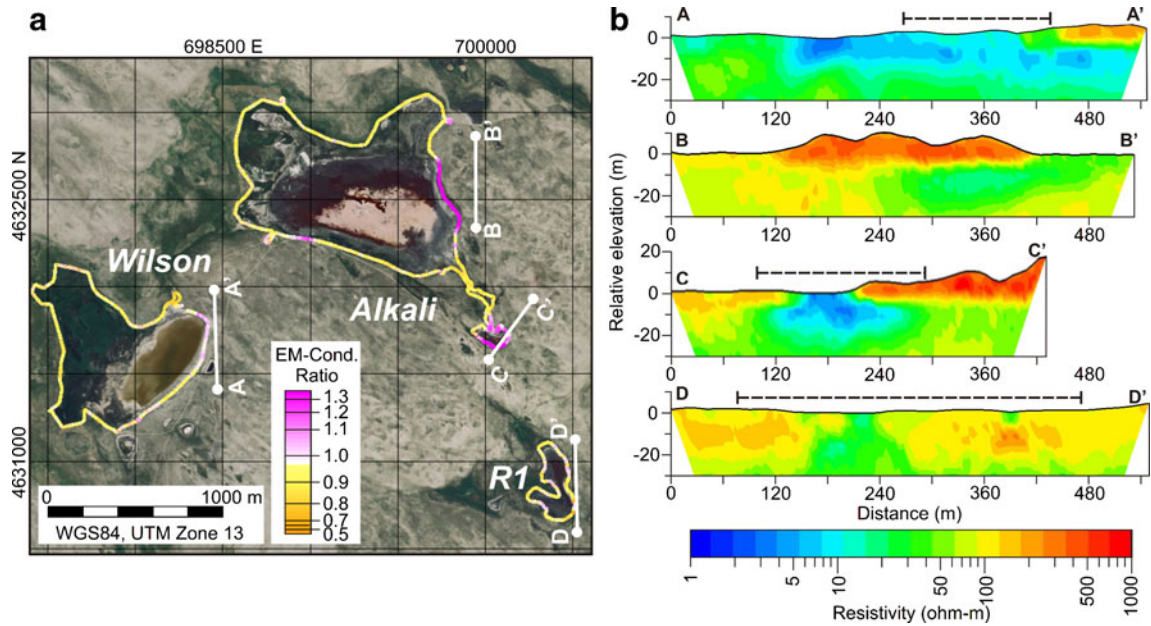 a
698500 E
700000
4632500 N
4631000
Wilson
Alkali
R1
A'
A
B'
B
C'
C
D'
D
EM-Cond.
Ratio
1.3
1.2
1.1
1.0
0.9
0.8
0.7
0.6
0.5
0
1000 m
WGS84, UTM Zone 13
b
A
A'
0
-20
0
120
240
360
480
B
B'
0
-20
0
120
240
360
480
C
C'
20
0
-20
0
120
240
360
480
D
D'
0
-20
0
120
240
360
480
Relative elevation (m)
Distance (m)
1
5
10
50
100
500
1000
Resistivity (ohm-m)